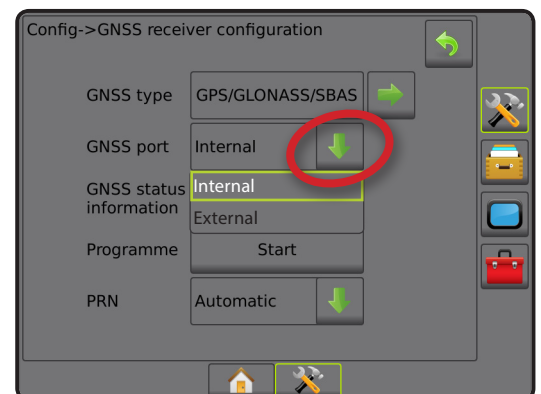 Config->GNSS receiver configuration
GNSS type GPS/GLONASS/SBAS
GNSS port Internal
Internal
GNSS status
information
External
Programme Start
PRN Automatic